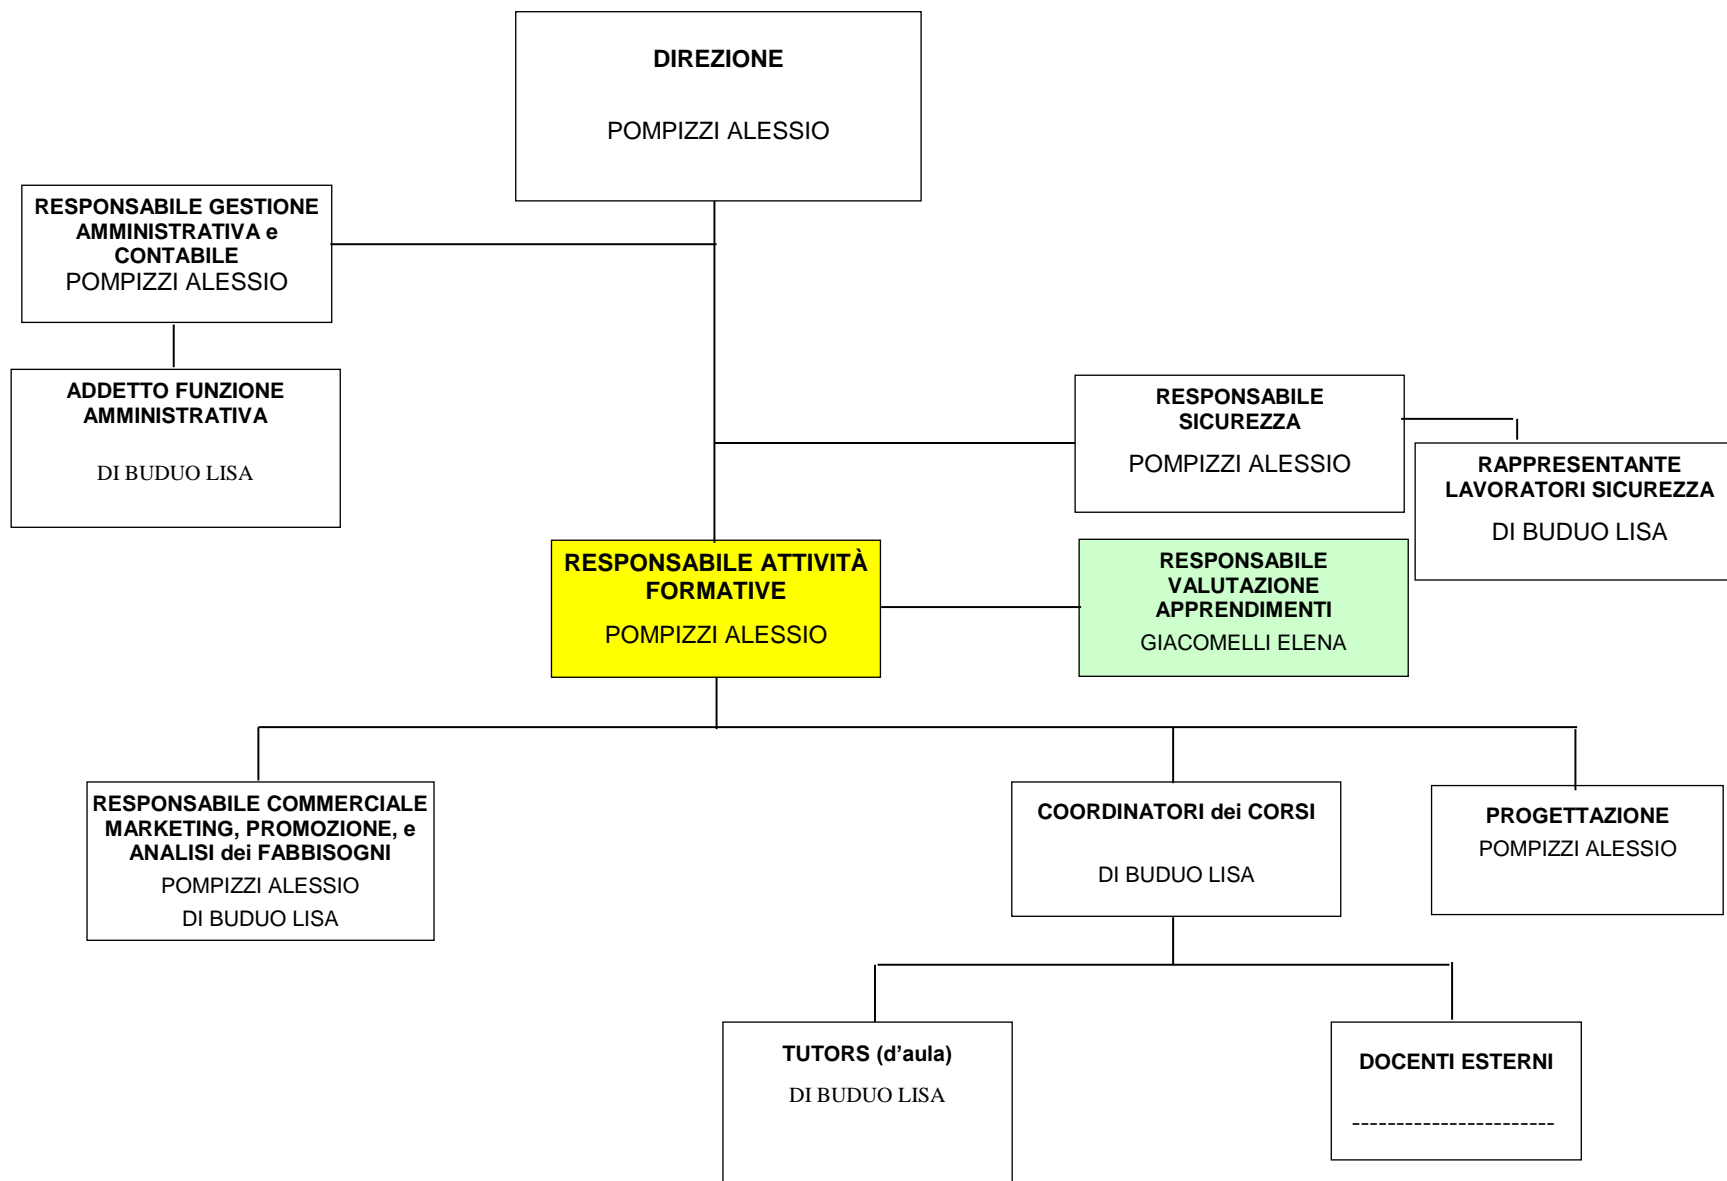 DIREZIONE
POMPIZZI ALESSIO
RESPONSABILE GESTIONE
AMMINISTRATIVA e
CONTABILE
POMPIZZI ALESSIO
ADDETTO FUNZIONE
AMMINISTRATIVA
DI BUDUO LISA
RESPONSABILE
SICUREZZA
POMPIZZI ALESSIO
RAPPRESENTANTE
LAVORATORI SICUREZZA
DI BUDUO LISA
RESPONSABILE ATTIVITÀ
FORMATIVE
POMPIZZI ALESSIO
RESPONSABILE
VALUTAZIONE
APPRENDIMENTI
GIACOMELLI ELENA
RESPONSABILE COMMERCIALE
MARKETING, PROMOZIONE, e
ANALISI dei FABBISOGNI
POMPIZZI ALESSIO
DI BUDUO LISA
COORDINATORI dei CORSI
DI BUDUO LISA
PROGETTAZIONE
POMPIZZI ALESSIO
TUTORS (d’aula)
DI BUDUO LISA
DOCENTI ESTERNI
-----------------------